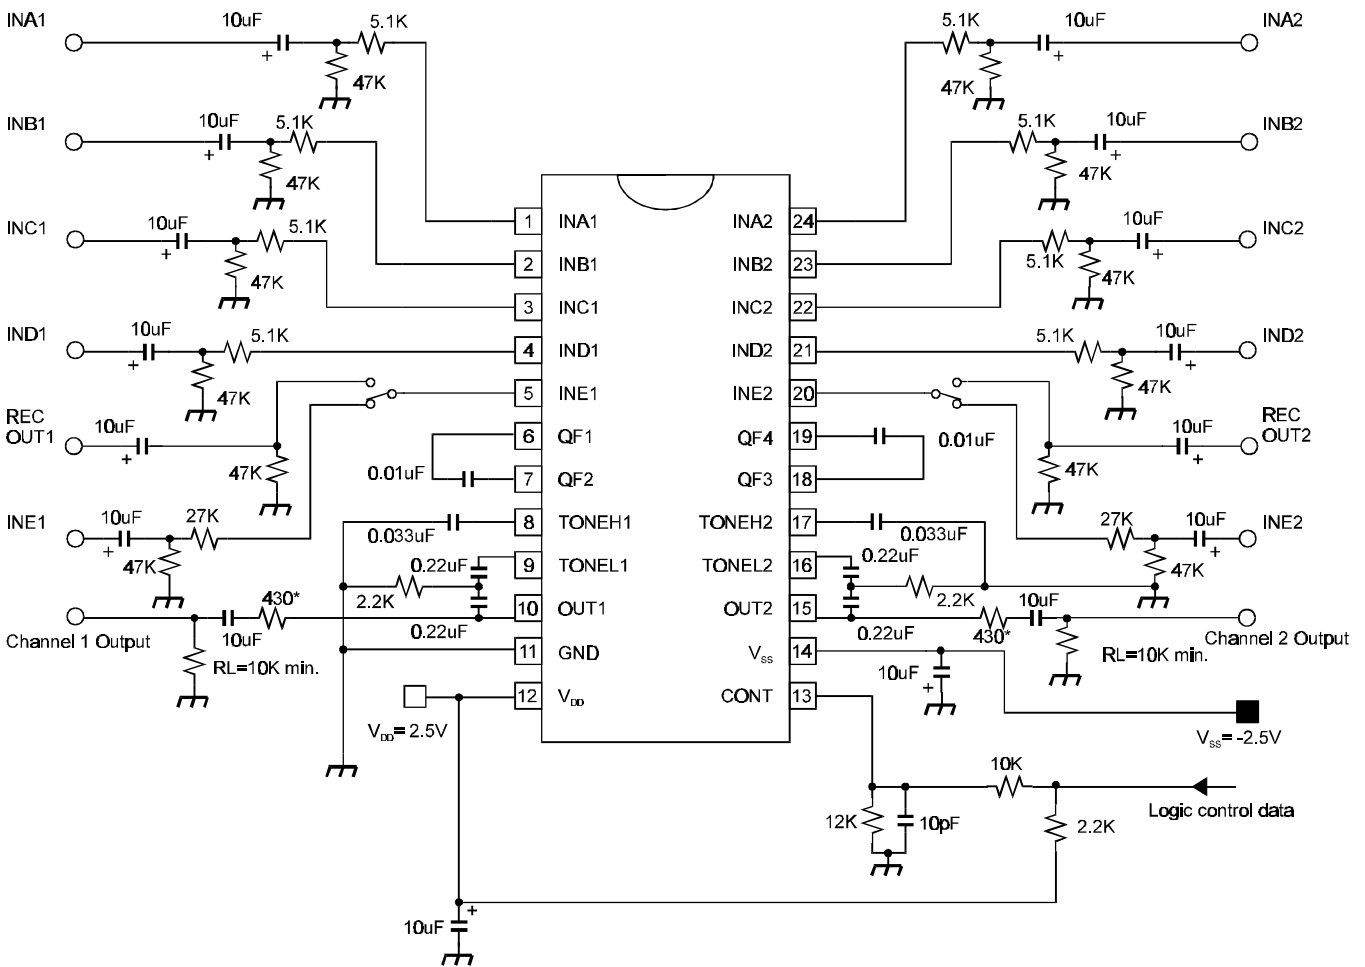 INA1
10uF
5.1K
47K
5.1K
10uF
INA2
47K
INB1
10uF
5.1K
47K
5.1K
10uF
INB2
47K
INC1
10uF
5.1K
47K
10uF
INC2
5.1K
47K
IND1
10uF
5.1K
47K
5.1K
10uF
IND2
47K
REC
OUT1
10uF
47K
REC
OUT2
10uF
47K
INE1
10uF
27K
47K
27K
10uF
INE2
47K
0.01uF
0.01uF
0.033uF
0.033uF
0.22uF
0.22uF
2.2K
2.2K
0.22uF
0.22uF
430*
10uF
430*
10uF
Channel 1 Output
RL=10K min.
RL=10K min.
Channel 2 Output
1 INA1 INA2 24
2 INB1 INB2 23
3 INC1 INC2 22
4 IND1 IND2 21
5 INE1 INE2 20
6 QF1 QF4 19
7 QF2 QF3 18
8 TONEH1 TONEH2 17
9 TONEL1 TONEL2 16
10 OUT1 OUT2 15
11 GND VSS 14
12 VDD CONT 13
VDD= 2.5V
10uF
VSS= -2.5V
10K
Logic control data
12K
10pF
2.2K
10uF